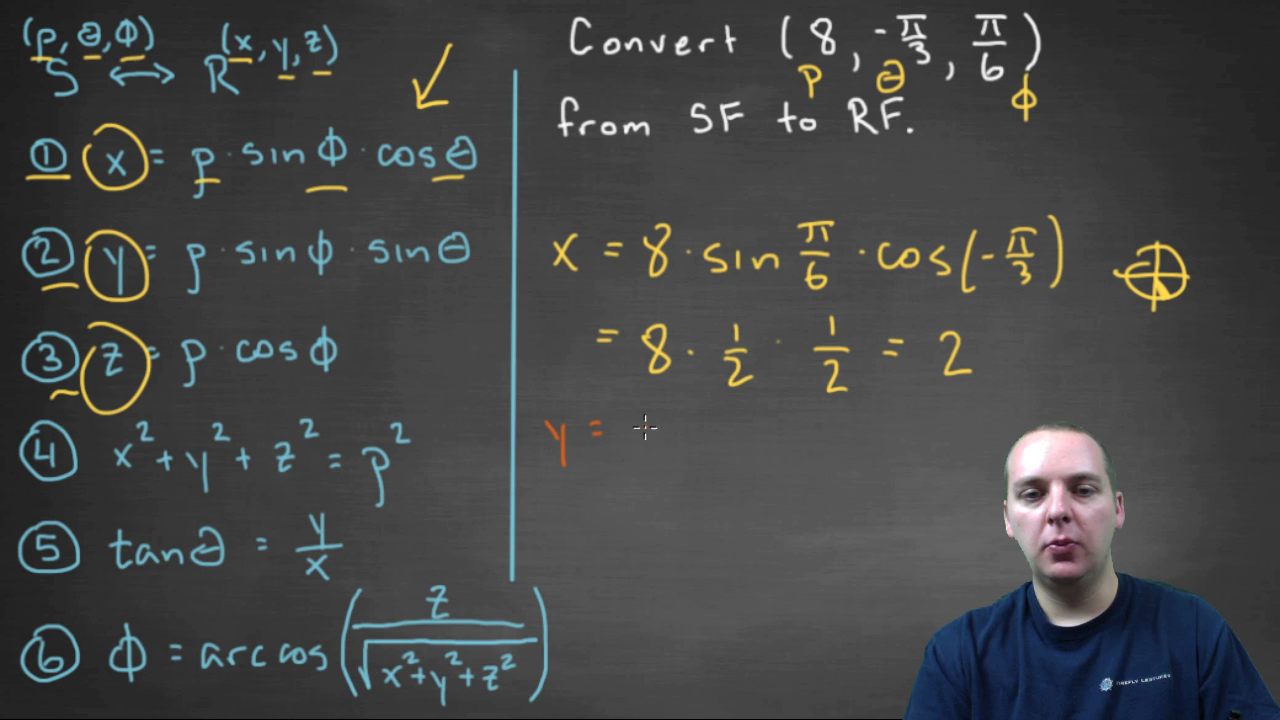 (ρ, θ, ϕ) (x, y, z)
S ↔ R
① x = ρ · sin ϕ · cos θ
② y = ρ · sin ϕ · sin θ
③ z = ρ · cos ϕ
④ x² + y² + z² = ρ²
⑤ tan θ = y/x
⑥ ϕ = arccos(z/√(x²+y²+z²))
Convert (8, -π/3, π/6)
ρ θ ϕ
from SF to RF.
x = 8 · sin π/6 · cos(-π/3)
= 8 · 1/2 · 1/2 = 2
y =
FIREFLY LECTURES